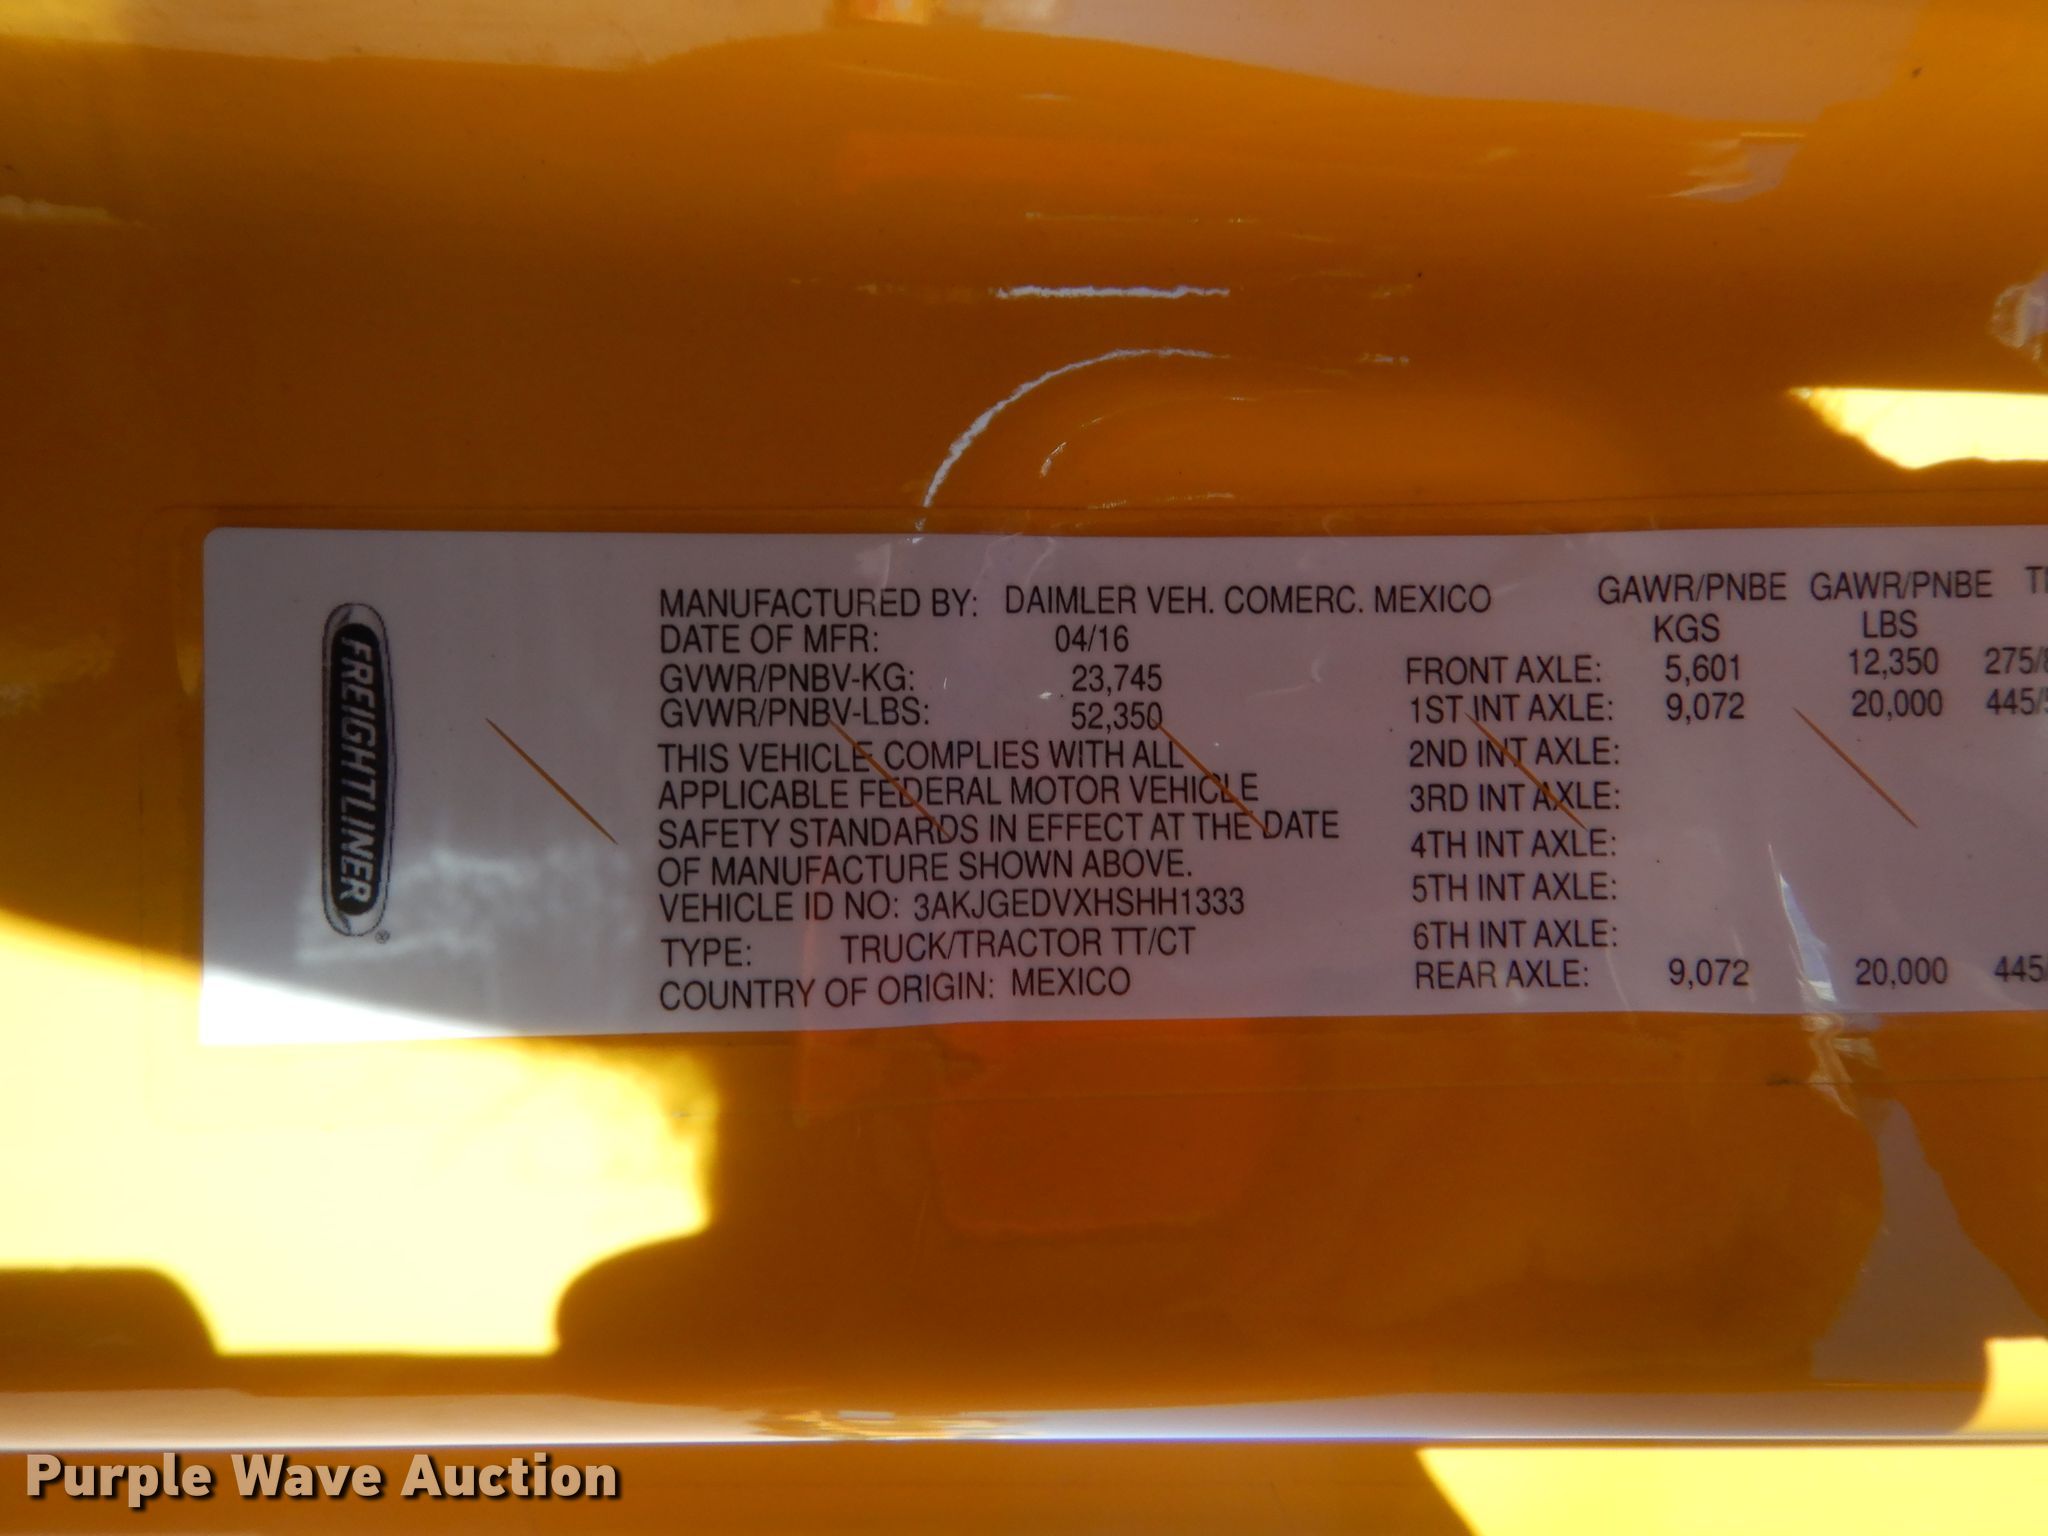 FREIGHTLINER ®
MANUFACTURED BY: DAIMLER VEH. COMERC. MEXICO
DATE OF MFR: 04/16
GVWR/PNBV-KG: 23,745
GVWR/PNBV-LBS: 52,350
THIS VEHICLE COMPLIES WITH ALL
APPLICABLE FEDERAL MOTOR VEHICLE
SAFETY STANDARDS IN EFFECT AT THE DATE
OF MANUFACTURE SHOWN ABOVE.
VEHICLE ID NO: 3AKJGEDVXHSHH1333
TYPE: TRUCK/TRACTOR TT/CT
COUNTRY OF ORIGIN: MEXICO
GAWR/PNBE GAWR/PNBE
KGS LBS
FRONT AXLE: 5,601 12,350 275/
1ST INT AXLE: 9,072 20,000 445/
2ND INT AXLE:
3RD INT AXLE:
4TH INT AXLE:
5TH INT AXLE:
6TH INT AXLE:
REAR AXLE: 9,072 20,000 445
Purple Wave Auction